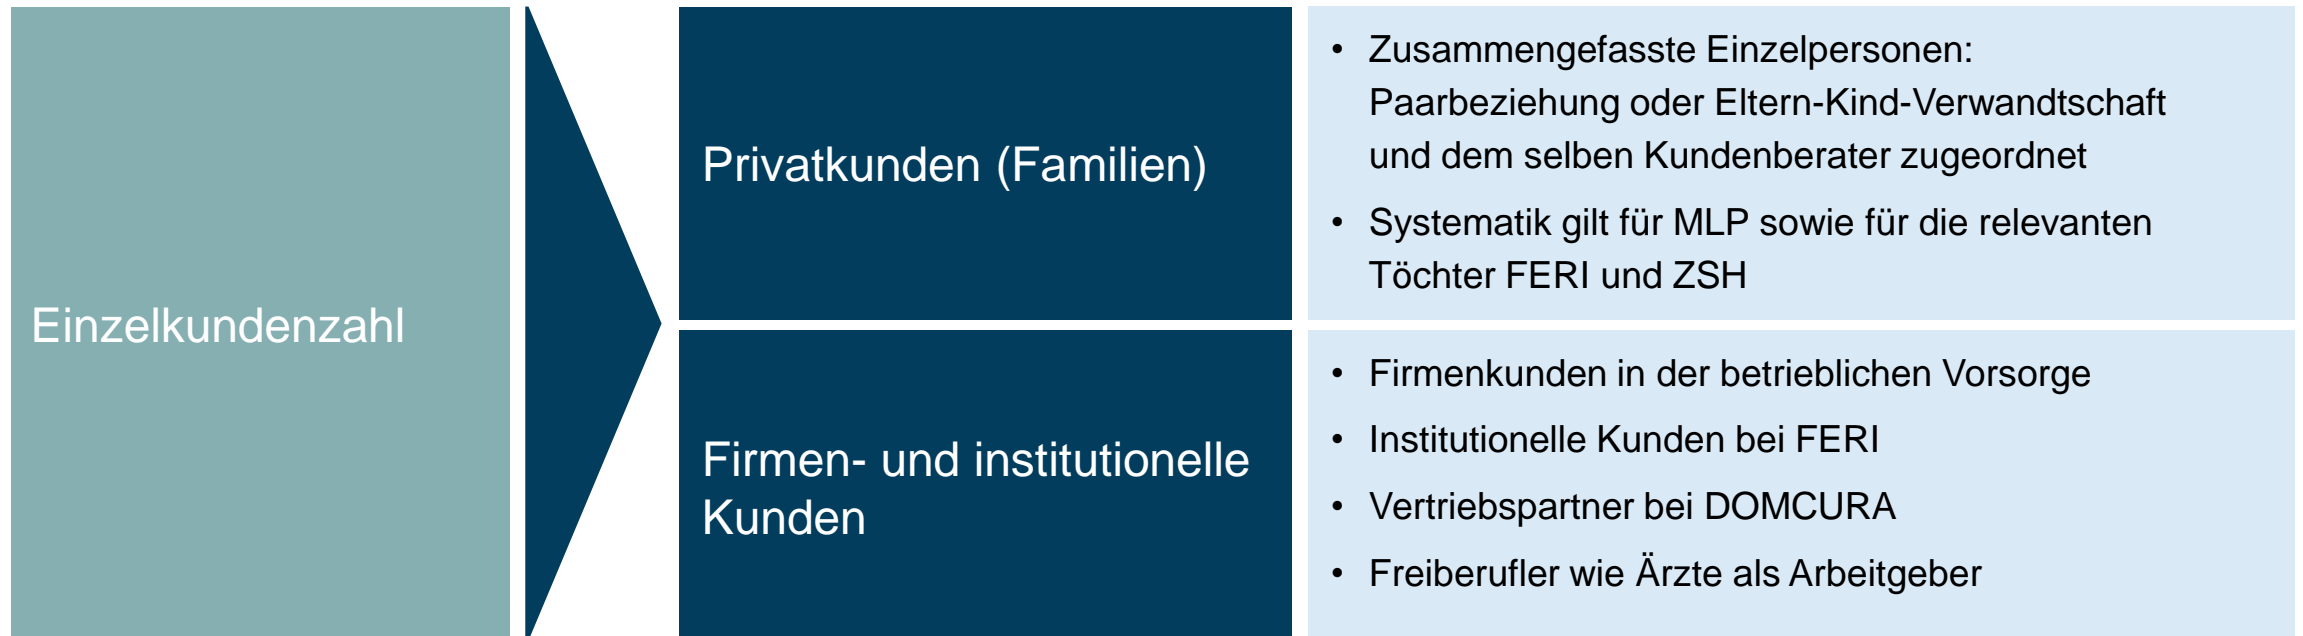 Einzelkundenzahl
Privatkunden (Familien)
• Zusammengefasste Einzelpersonen:
Paarbeziehung oder Eltern-Kind-Verwandtschaft
und dem selben Kundenberater zugeordnet
• Systematik gilt für MLP sowie für die relevanten
Töchter FERI und ZSH
Firmen- und institutionelle
Kunden
• Firmenkunden in der betrieblichen Vorsorge
• Institutionelle Kunden bei FERI
• Vertriebspartner bei DOMCURA
• Freiberufler wie Ärzte als Arbeitgeber